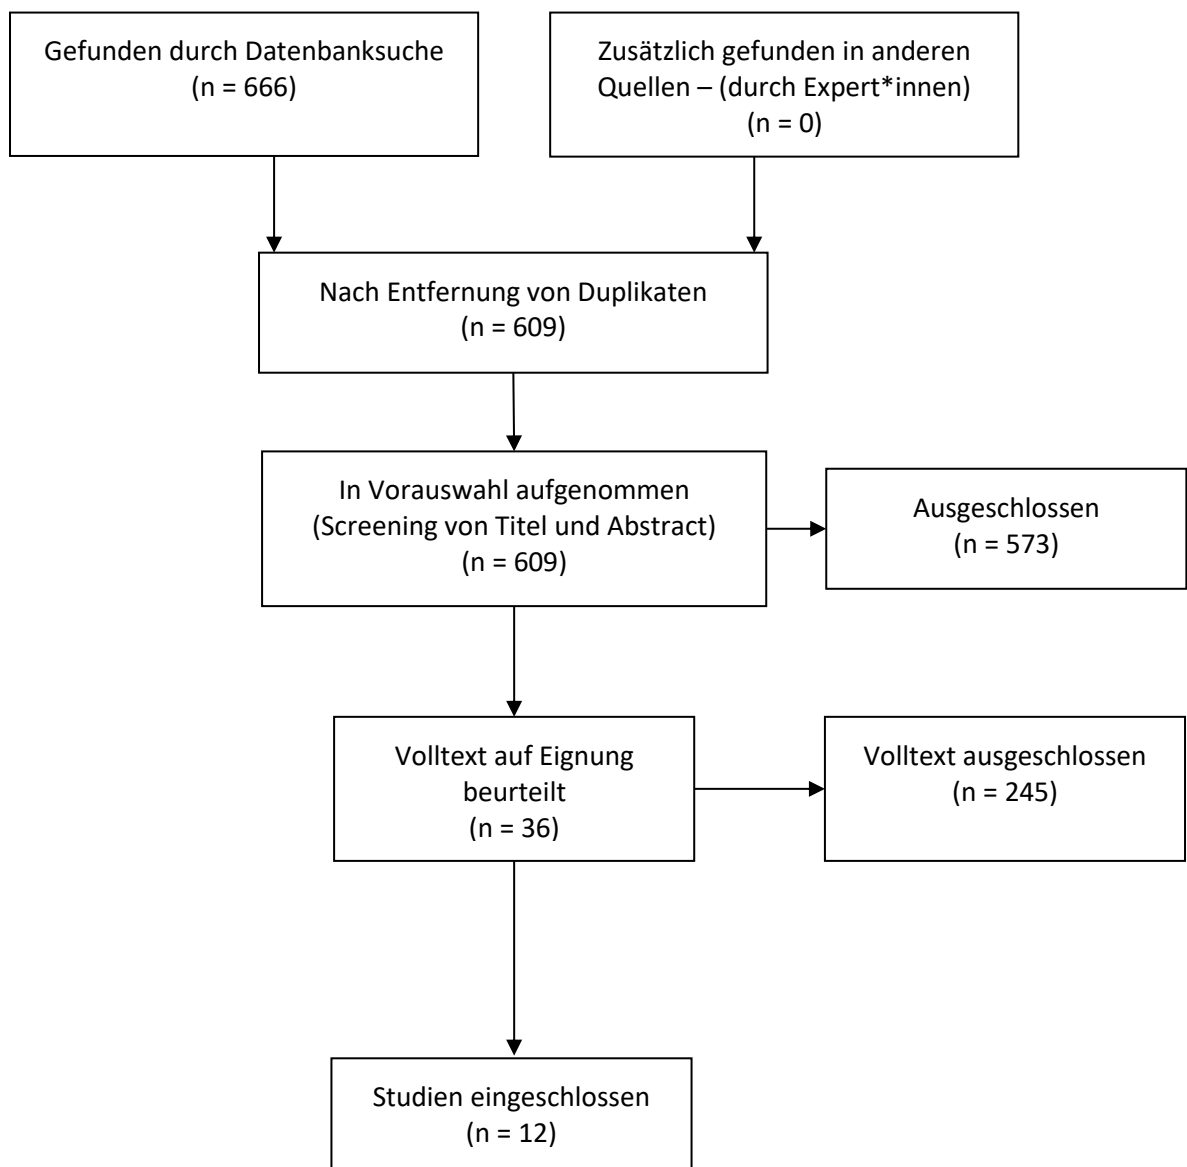 Gefunden durch Datenbanksuche
(n = 666)
Zusätzlich gefunden in anderen
Quellen – (durch Expert*innen)
(n = 0)
Nach Entfernung von Duplikaten
(n = 609)
In Vorauswahl aufgenommen
(Screening von Titel und Abstract)
(n = 609)
Ausgeschlossen
(n = 573)
Volltext auf Eignung
beurteilt
(n = 36)
Volltext ausgeschlossen
(n = 245)
Studien eingeschlossen
(n = 12)